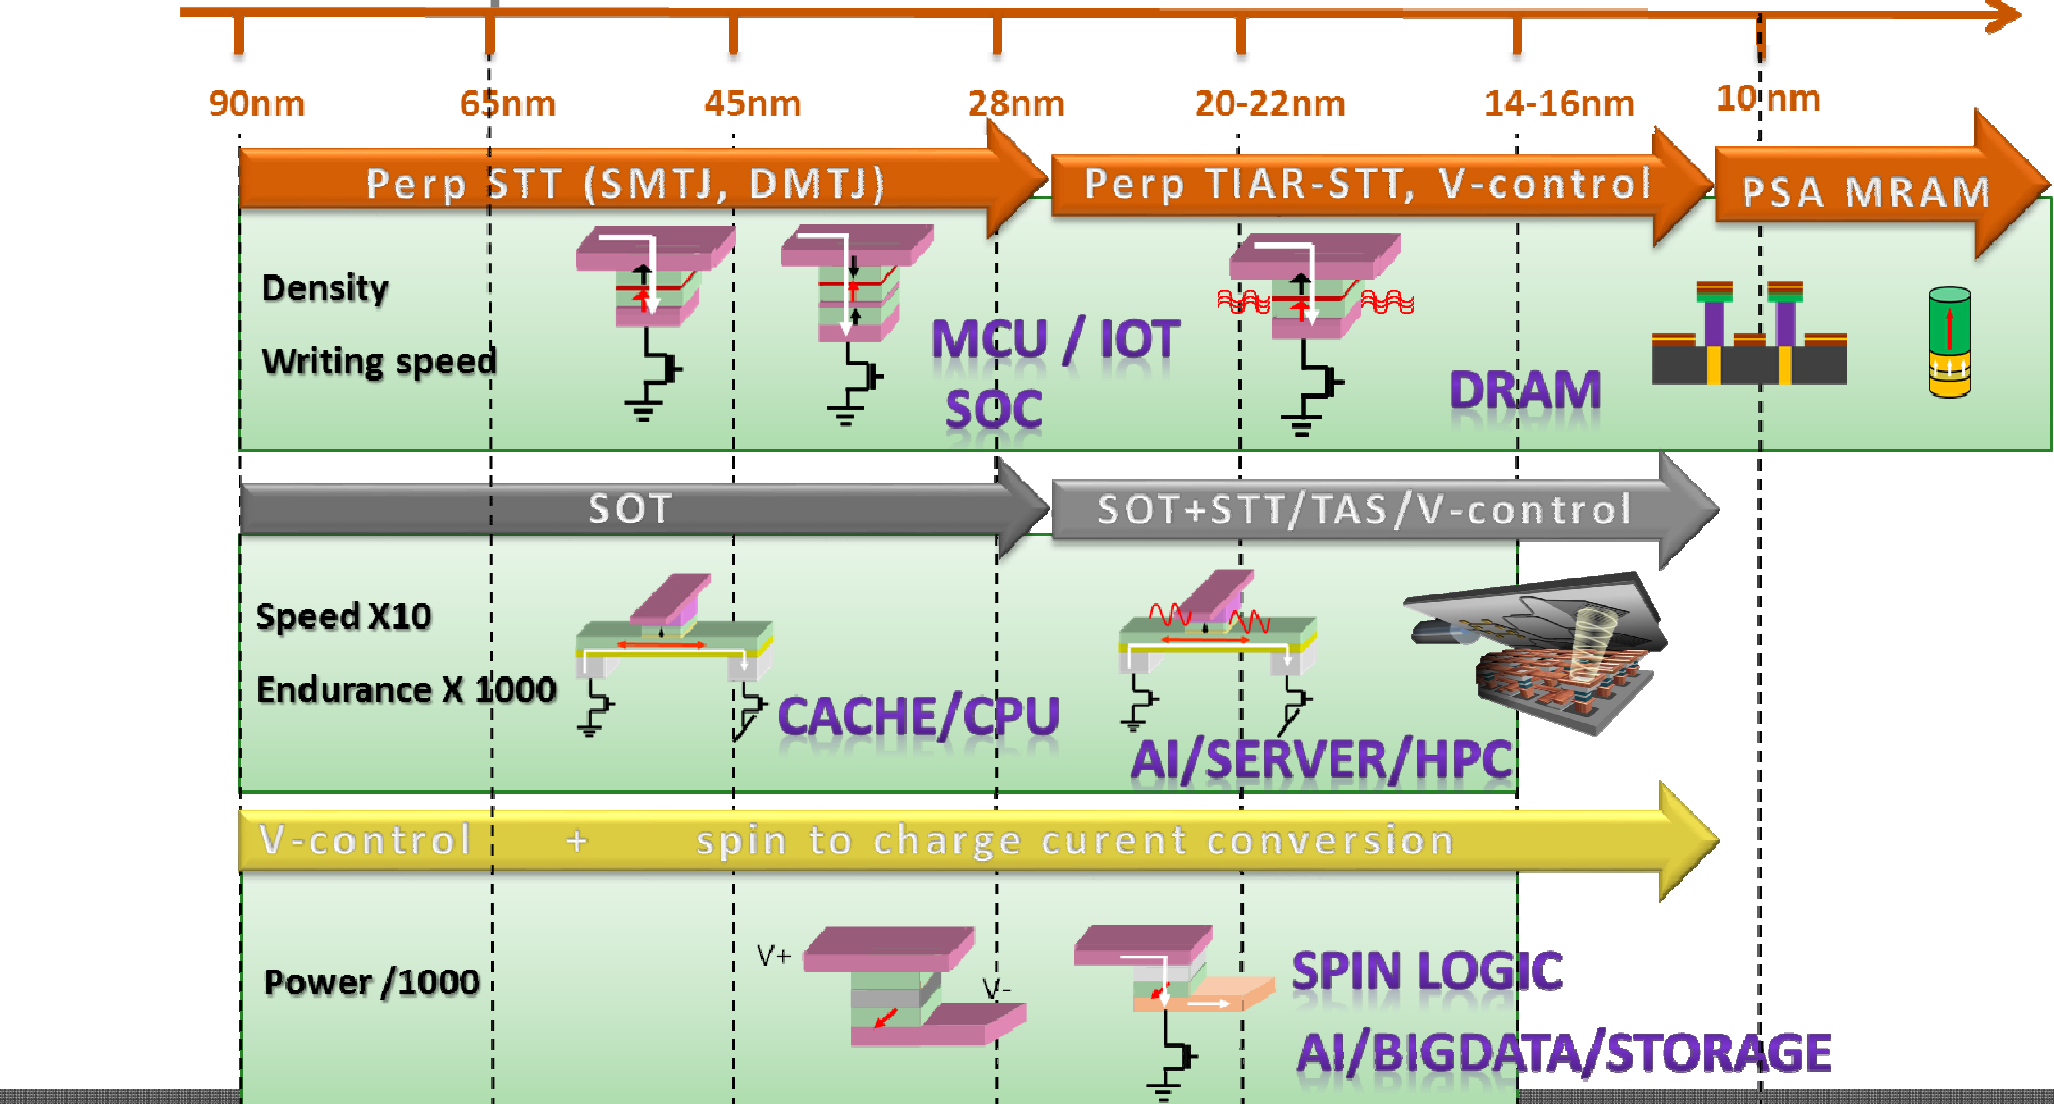 90nm 65nm 45nm 28nm 20-22nm 14-16nm 10 nm
Perp STT (SMTJ, DMTJ)
Perp TIAR-STT, V-control
PSA MRAM
Density
Writing speed
MCU / IOT
SOC
DRAM
SOT
SOT+STT/TAS/V-control
Speed X10
Endurance X 1000
CACHE/CPU
AI/SERVER/HPC
V-control + spin to charge curent conversion
Power /1000
V+
V-
SPIN LOGIC
AI/BIGDATA/STORAGE